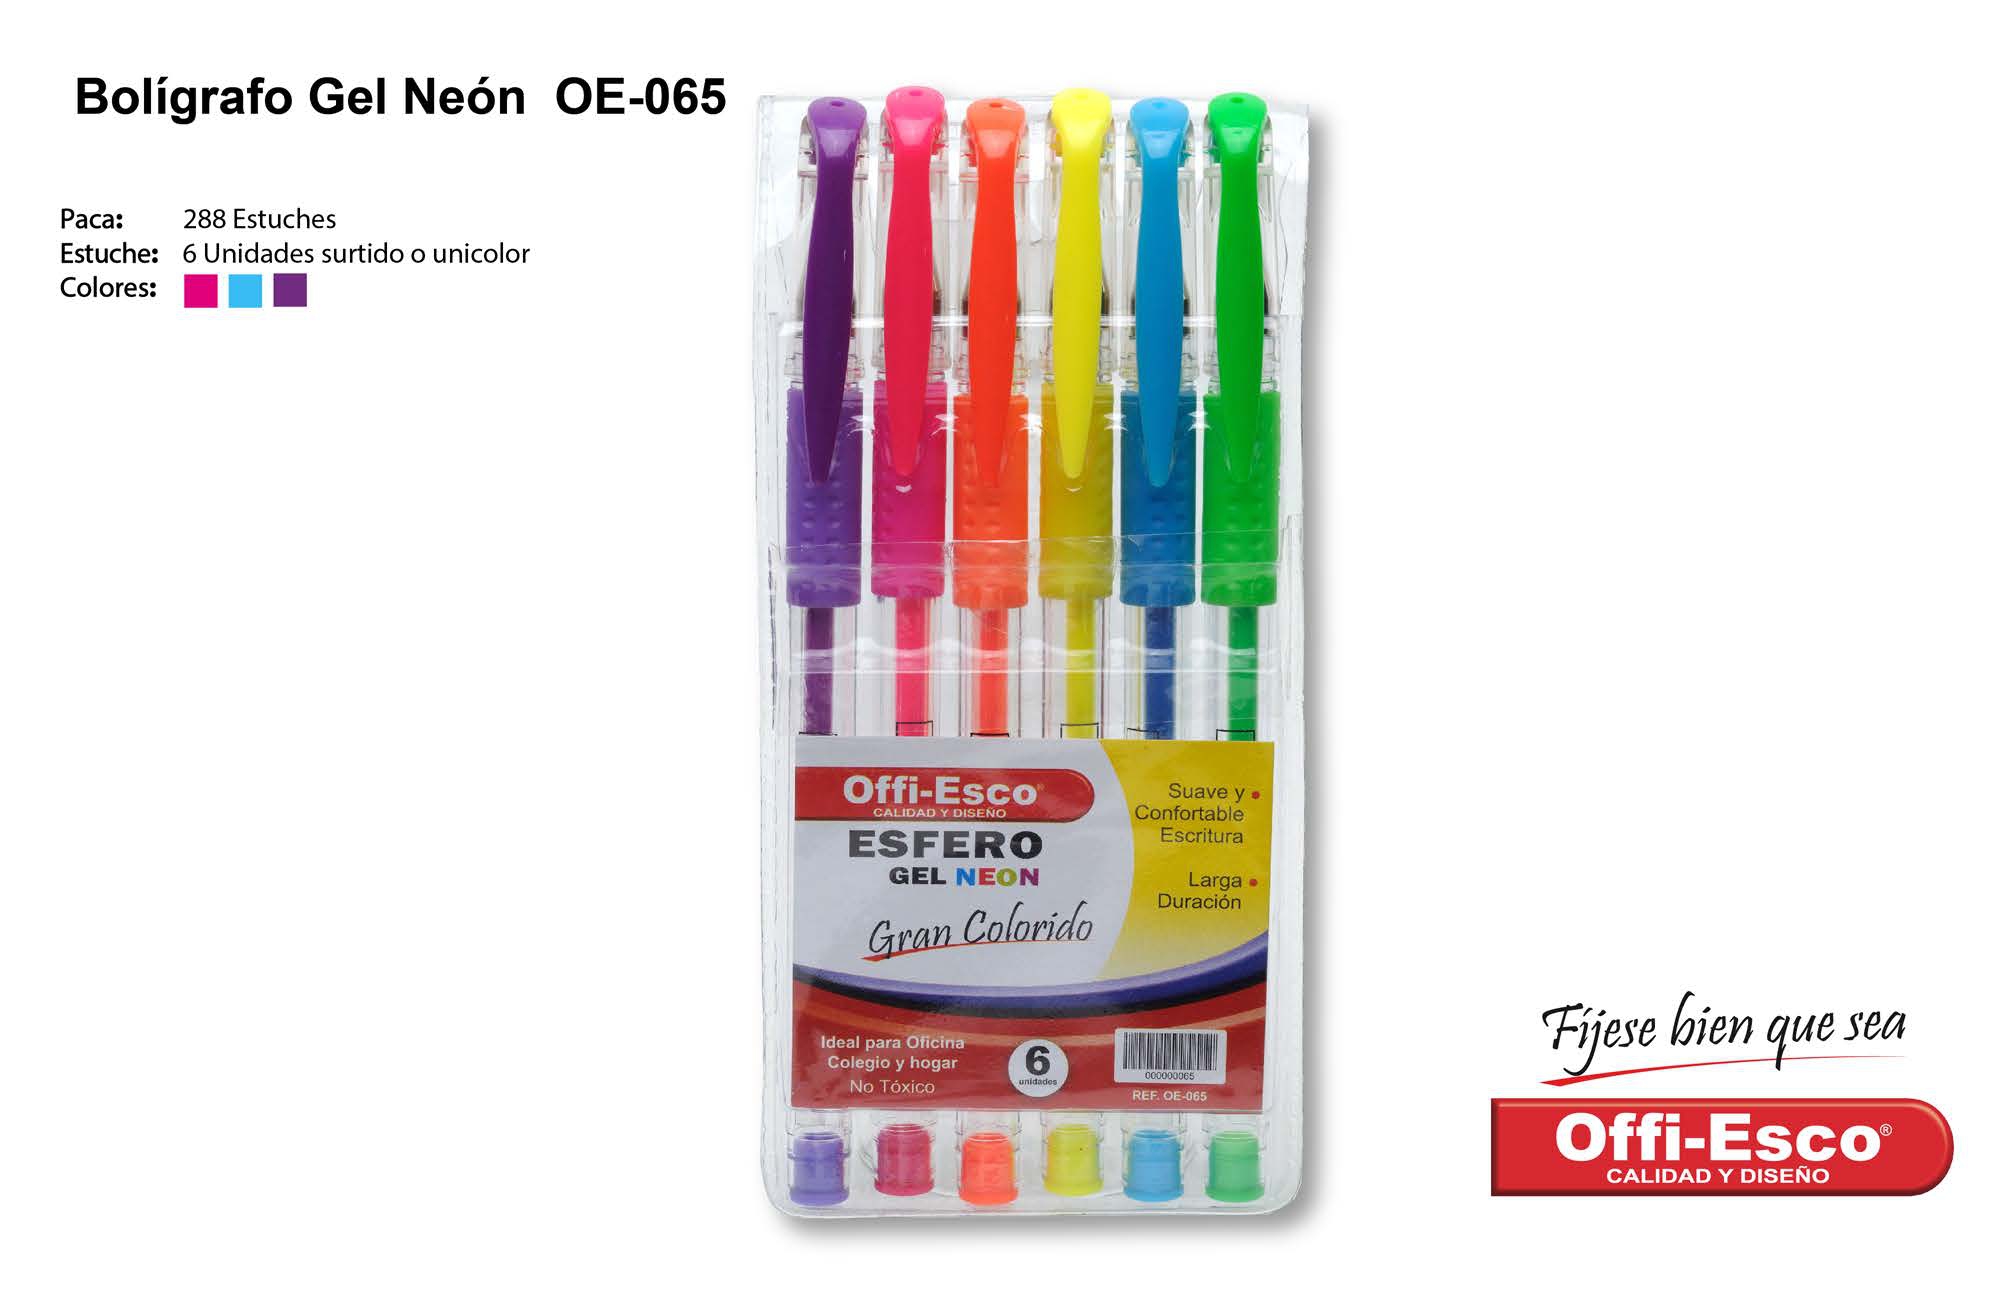 Bolígrafo Gel Neón  OE-065
Paca: 288 Estuches
Estuche: 6 Unidades surtido o unicolor
Colores:
Offi-Esco®
CALIDAD Y DISEÑO
ESFERO
GEL NEON
Gran Colorido
Suave y •
Confortable
Escritura
Larga •
Duración
Ideal para Oficina
Colegio y hogar
No Tóxico
6
unidades
000000065
REF. OE-065
Fíjese bien que sea
Offi-Esco®
CALIDAD Y DISEÑO